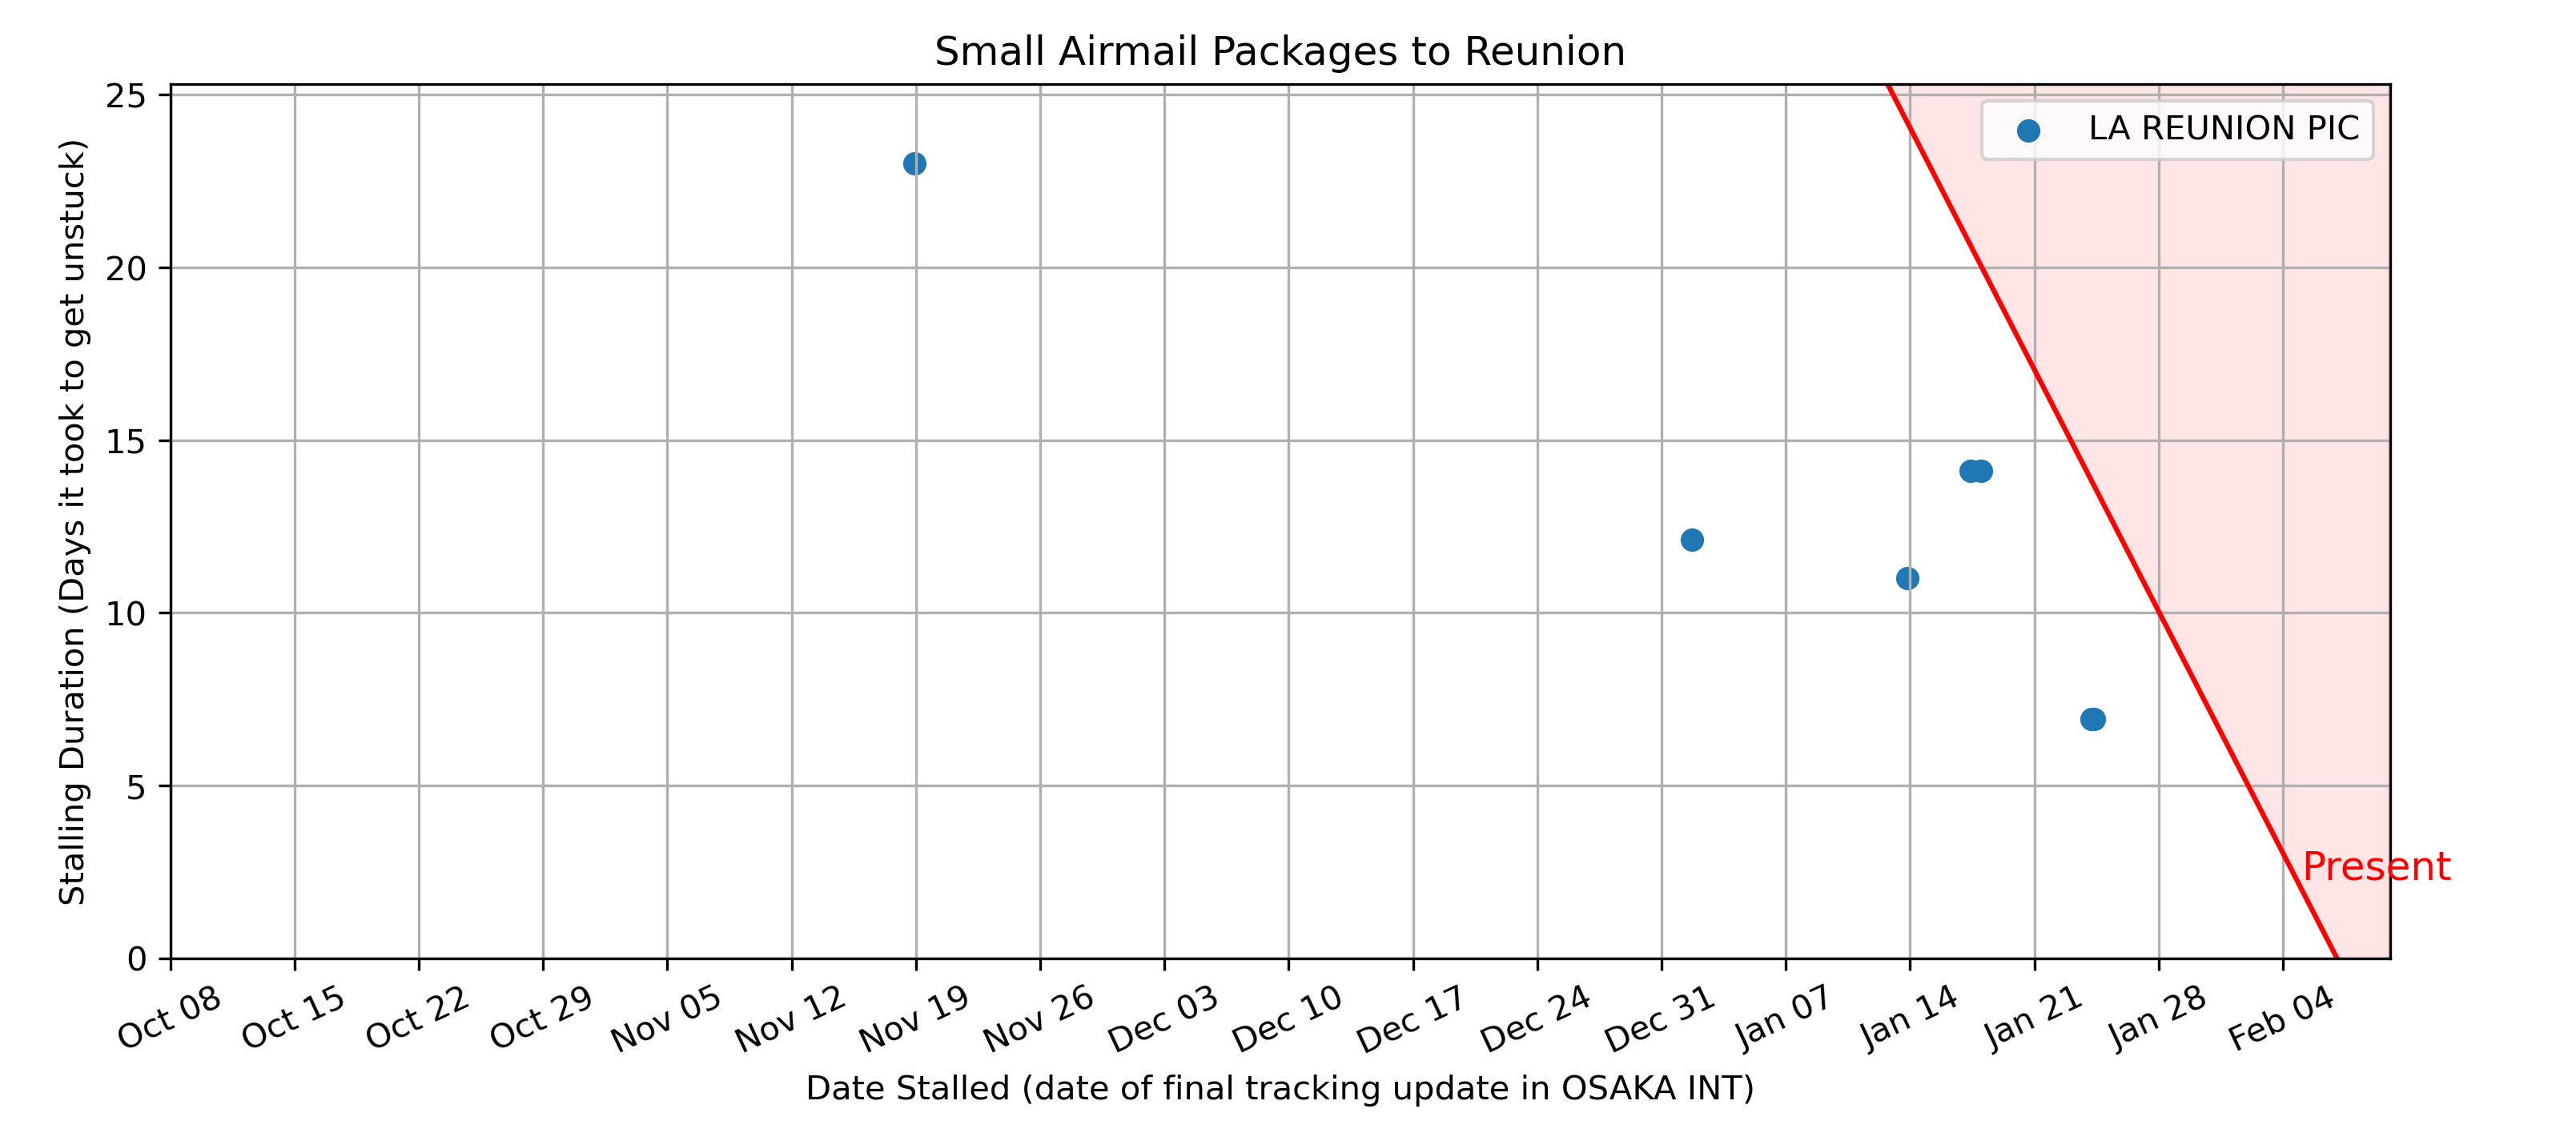 Small Airmail Packages to Reunion
LA REUNION PIC
Stalling Duration (Days it took to get unstuck)
25
20
15
10
5
0
Present
Oct 08 Oct 15 Oct 22 Oct 29 Nov 05 Nov 12 Nov 19 Nov 26 Dec 03 Dec 10 Dec 17 Dec 24 Dec 31 Jan 07 Jan 14 Jan 21 Jan 28 Feb 04
Date Stalled (date of final tracking update in OSAKA INT)